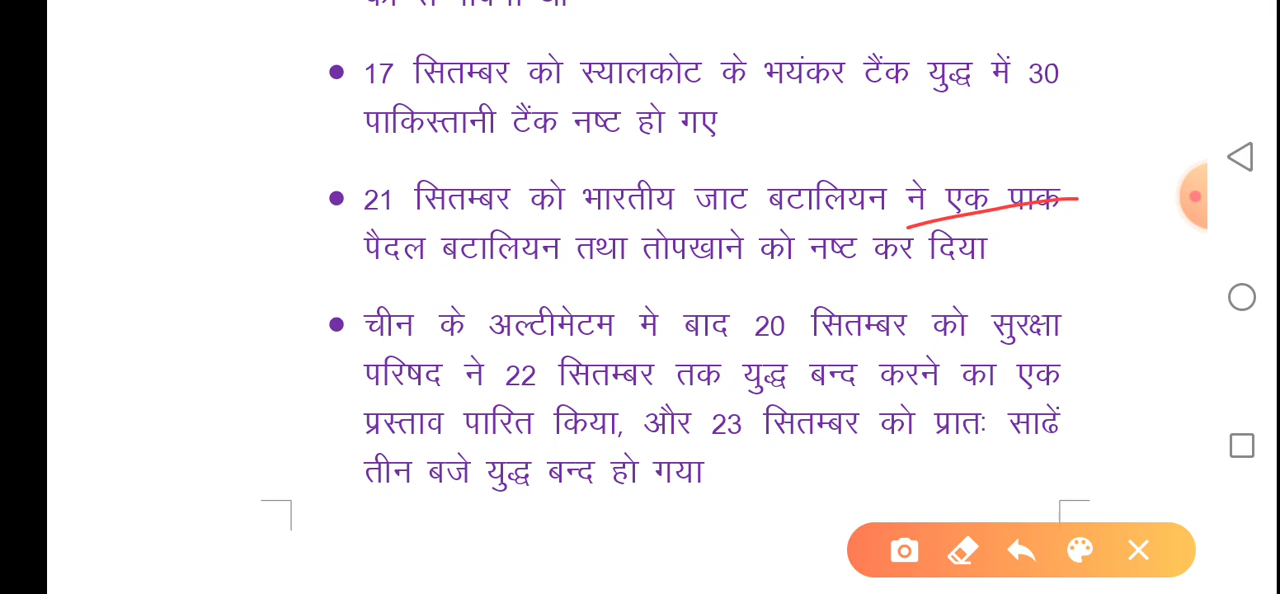 17 सितम्बर को स्यालकोट के भयंकर टैंक युद्ध में 30
पाकिस्तानी टैंक नष्ट हो गए
21 सितम्बर को भारतीय जाट बटालियन ने एक पाक
पैदल बटालियन तथा तोपखाने को नष्ट कर दिया
चीन के अल्टीमेटम मे बाद 20 सितम्बर को सुरक्षा
परिषद ने 22 सितम्बर तक युद्ध बन्द करने का एक
प्रस्ताव पारित किया, और 23 सितम्बर को प्रातः साढें
तीन बजे युद्ध बन्द हो गया